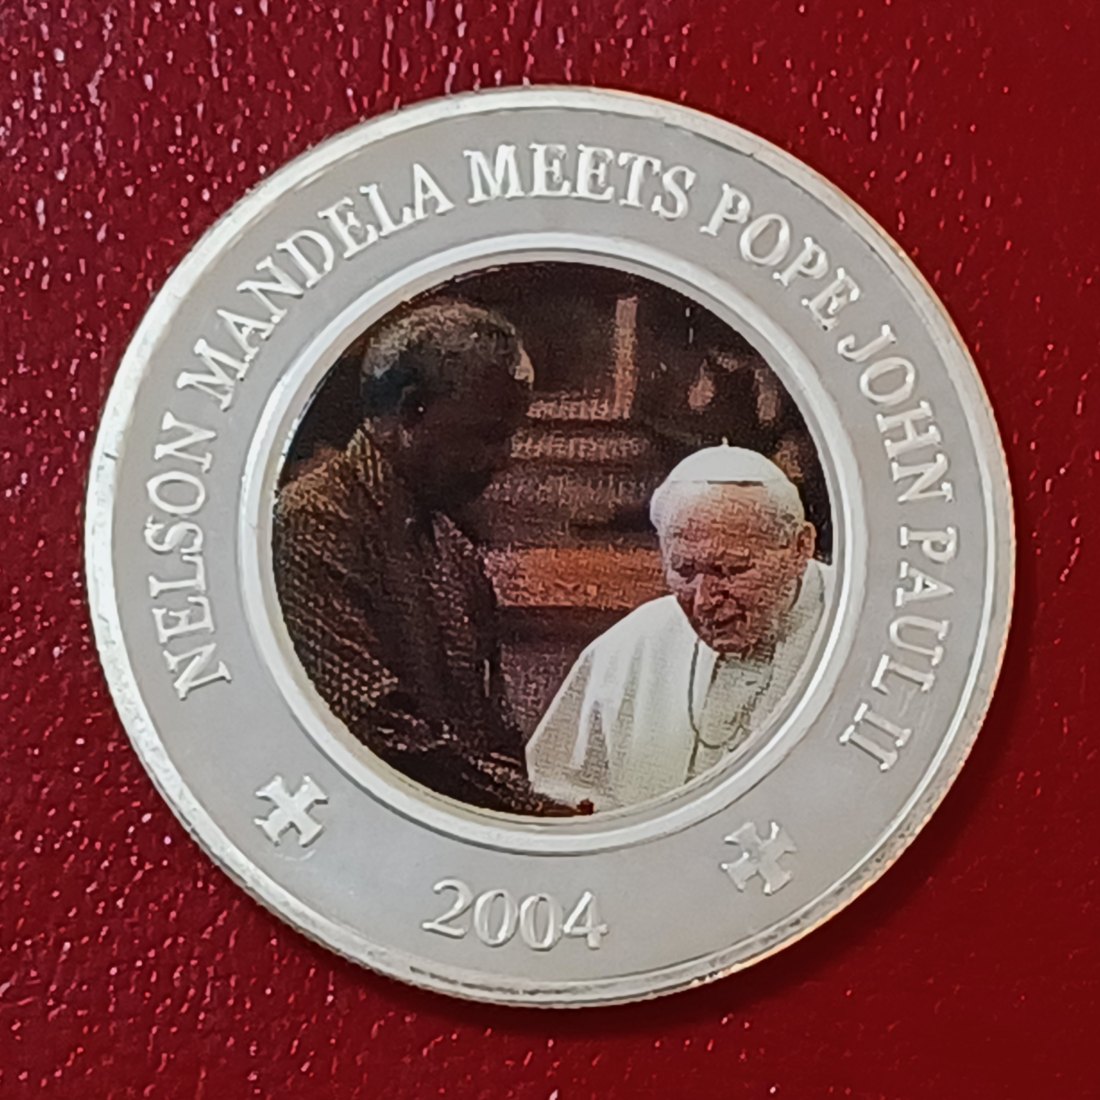 NELSON MANDELA MEETS POPE JOHN PAUL II
2004